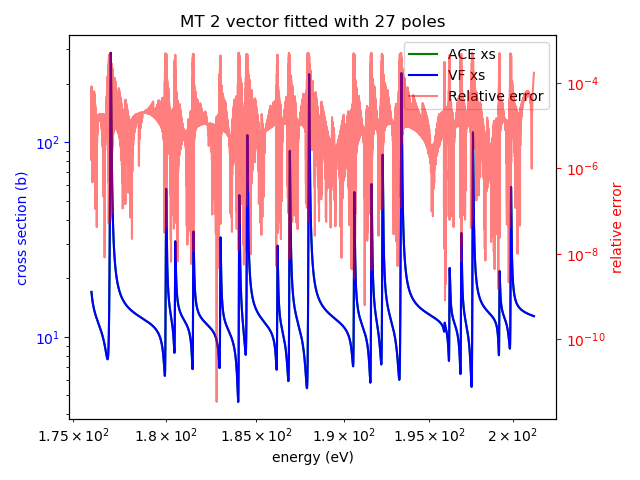 MT 2 vector fitted with 27 poles
ACE xs
VF xs
Relative error
10²
10¹
cross section (b)
10⁻⁴
10⁻⁶
10⁻⁸
10⁻¹⁰
relative error
1.75×10² 1.8×10² 1.85×10² 1.9×10² 1.95×10² 2×10²
energy (eV)